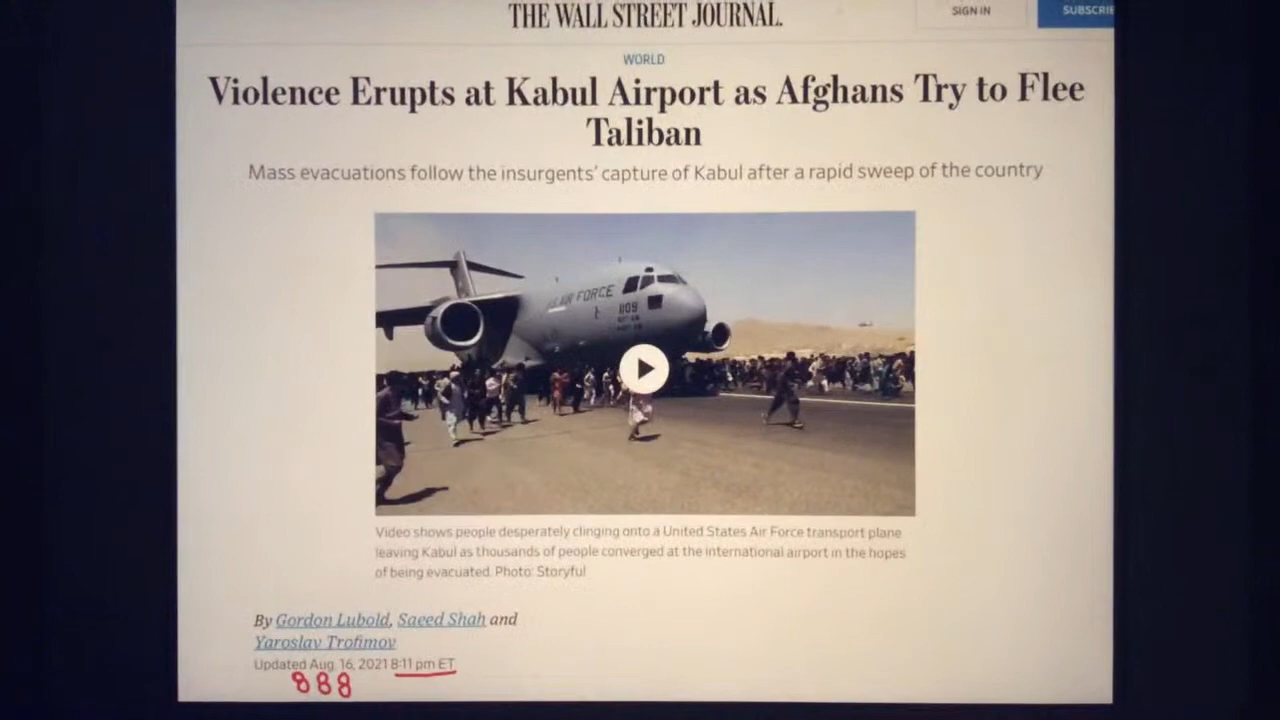 THE WALL STREET JOURNAL.
SIGN IN
SUBSCRIE
WORLD
Violence Erupts at Kabul Airport as Afghans Try to Flee
Taliban
Mass evacuations follow the insurgents' capture of Kabul after a rapid sweep of the country
U.S. AIR FORCE
1109
Video shows people desperately clinging onto a United States Air Force transport plane
leaving Kabul as thousands of people converged at the international airport in the hopes
of being evacuated. Photo: Storyful
By Gordon Lubold, Saeed Shah and
Yaroslav Trofimov
Updated Aug. 16, 2021 8:11 pm ET
888